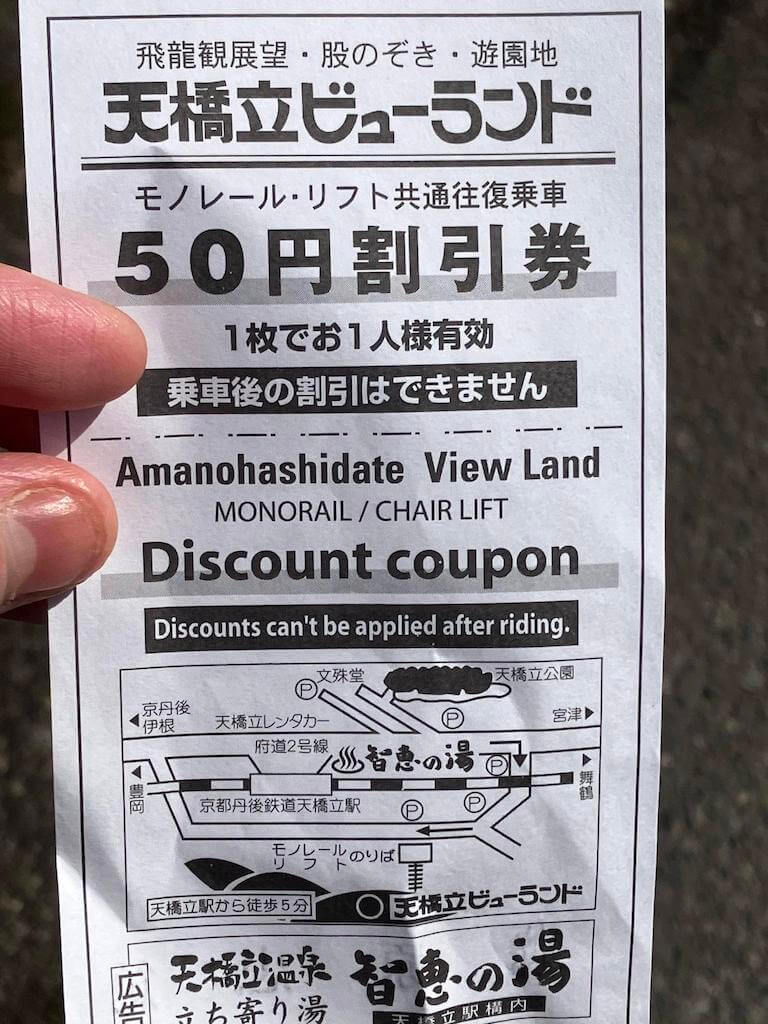 飛龍観展望・股のぞき・遊園地
天橋立ビューランド
モノレール・リフト共通往復乗車
50円割引券
1枚でお1人様有効
乗車後の割引はできません
Amanohashidate View Land
MONORAIL / CHAIR LIFT
Discount coupon
Discounts can't be applied after riding.
文殊堂
天橋立公園
P
京丹後
伊根
天橋立レンタカー
P
宮津
府道2号線
智恵の湯
P
豊岡
舞鶴
京都丹後鉄道天橋立駅
P
P
モノレール
リフト
のりば
天橋立駅から徒歩5分
天橋立ビューランド
広告
天橋立温泉
立ち寄り湯
智恵の湯
天橋立駅構内